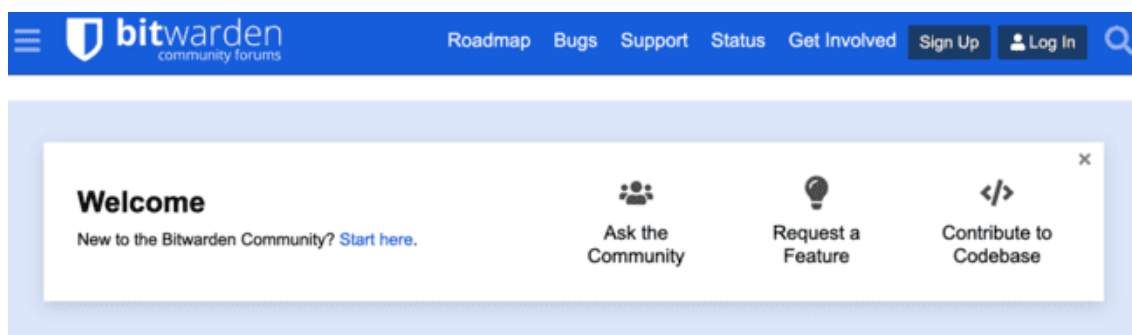 bitwarden
community forums
Roadmap Bugs Support Status Get Involved Sign Up Log In
Welcome
New to the Bitwarden Community? Start here.
Ask the
Community
Request a
Feature
Contribute to
Codebase